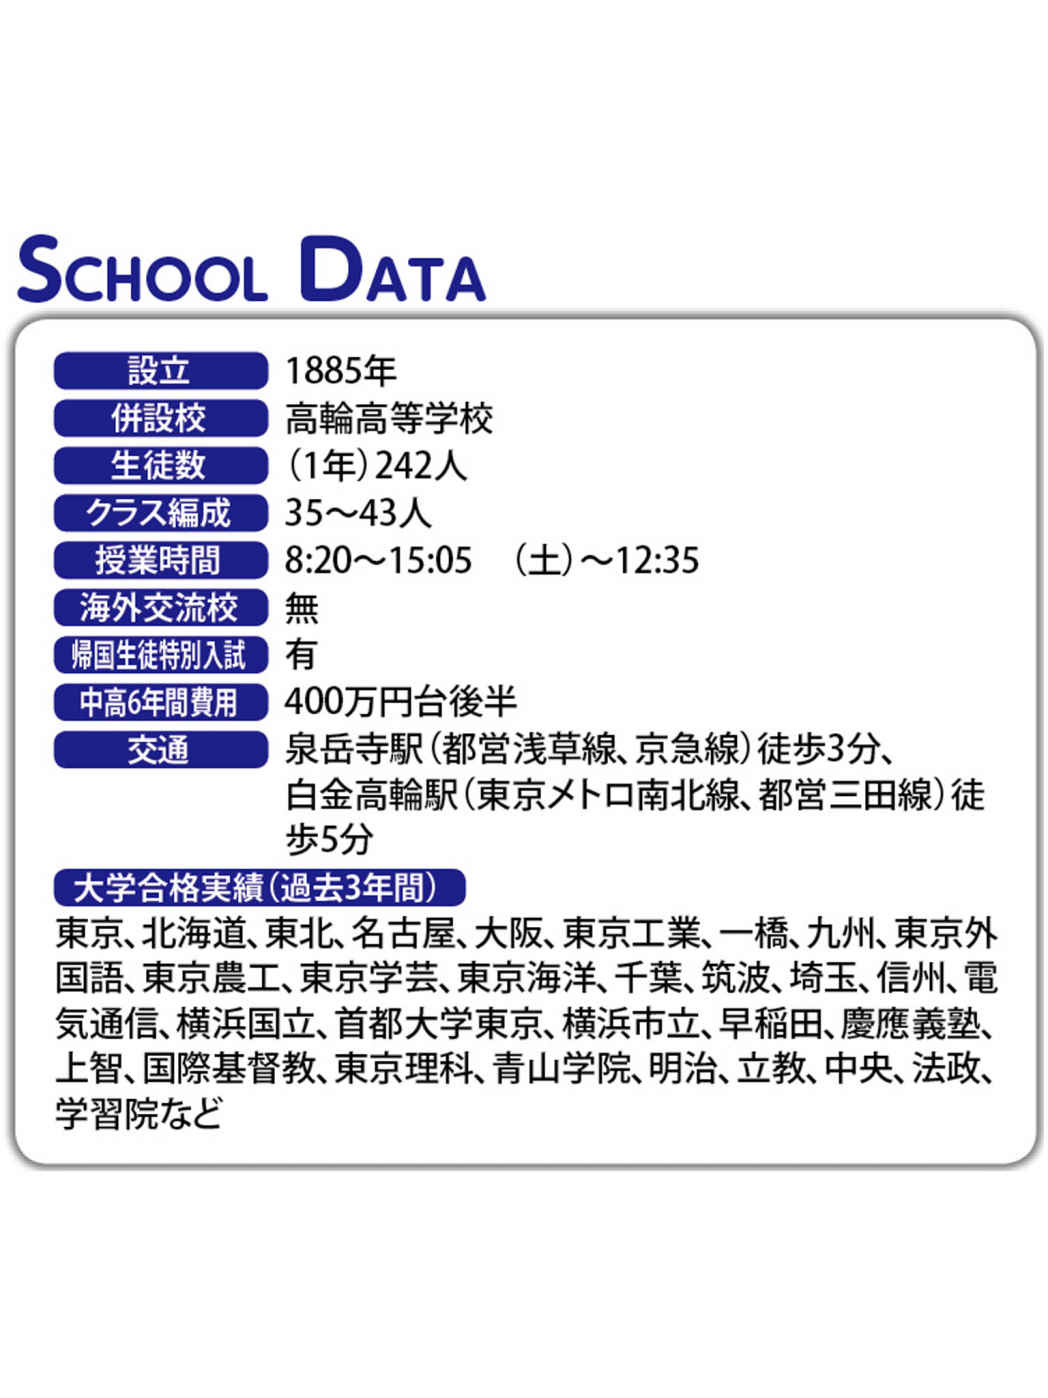 SCHOOL DATA
設立 1885年
併設校 高輪高等学校
生徒数 （1年）242人
クラス編成 35～43人
授業時間 8:20～15:05 （土）～12:35
海外交流校 無
帰国生徒特別入試 有
中高6年間費用 400万円台後半
交通 泉岳寺駅（都営浅草線、京急線）徒歩3分、
白金高輪駅（東京メトロ南北線、都営三田線）徒
歩5分
大学合格実績（過去3年間）
東京、北海道、東北、名古屋、大阪、東京工業、一橋、九州、東京外
国語、東京農工、東京学芸、東京海洋、千葉、筑波、埼玉、信州、電
気通信、横浜国立、首都大学東京、横浜市立、早稲田、慶應義塾、
上智、国際基督教、東京理科、青山学院、明治、立教、中央、法政、
学習院など